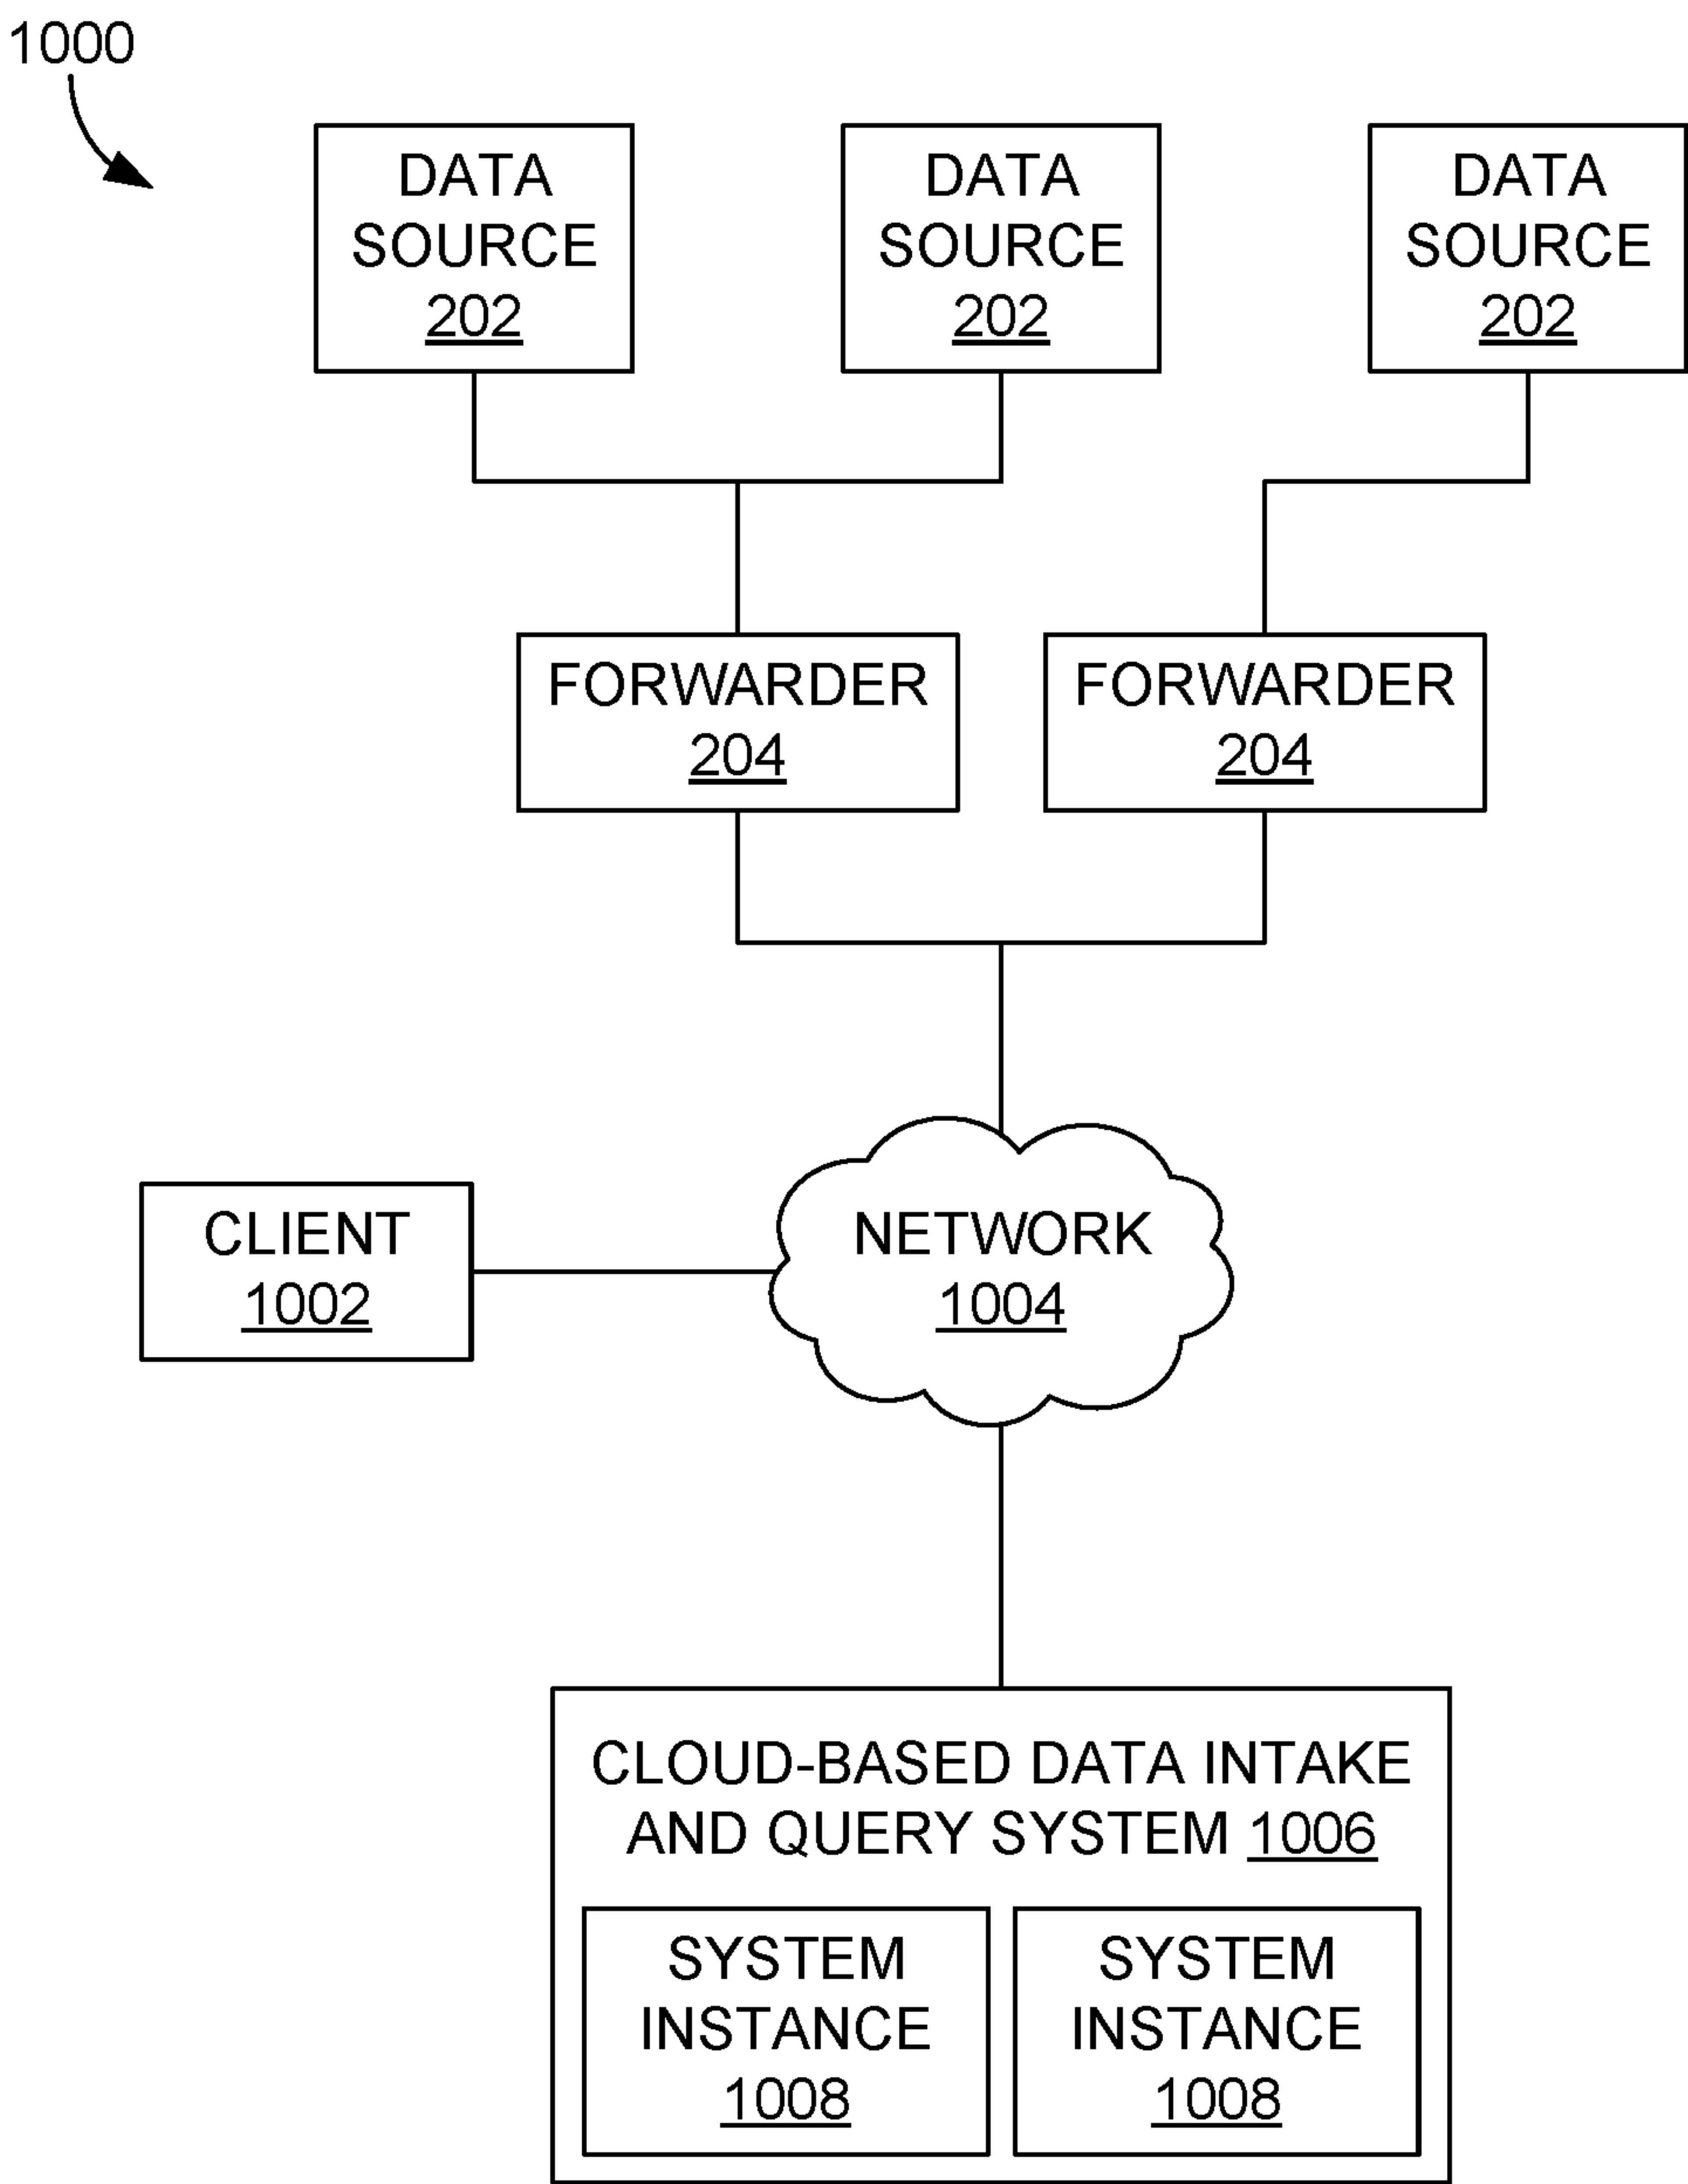 1000
DATA
SOURCE
202
DATA
SOURCE
202
DATA
SOURCE
202
FORWARDER
204
FORWARDER
204
CLIENT
1002
NETWORK
1004
CLOUD-BASED DATA INTAKE
AND QUERY SYSTEM 1006
SYSTEM
INSTANCE
1008
SYSTEM
INSTANCE
1008